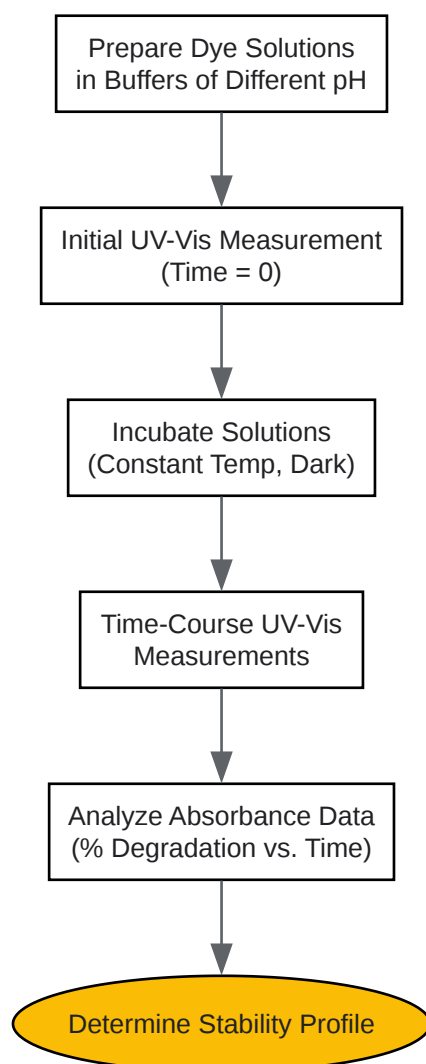 Prepare Dye Solutions
in Buffers of Different pH
Initial UV-Vis Measurement
(Time = 0)
Incubate Solutions
(Constant Temp, Dark)
Time-Course UV-Vis
Measurements
Analyze Absorbance Data
(% Degradation vs. Time)
Determine Stability Profile